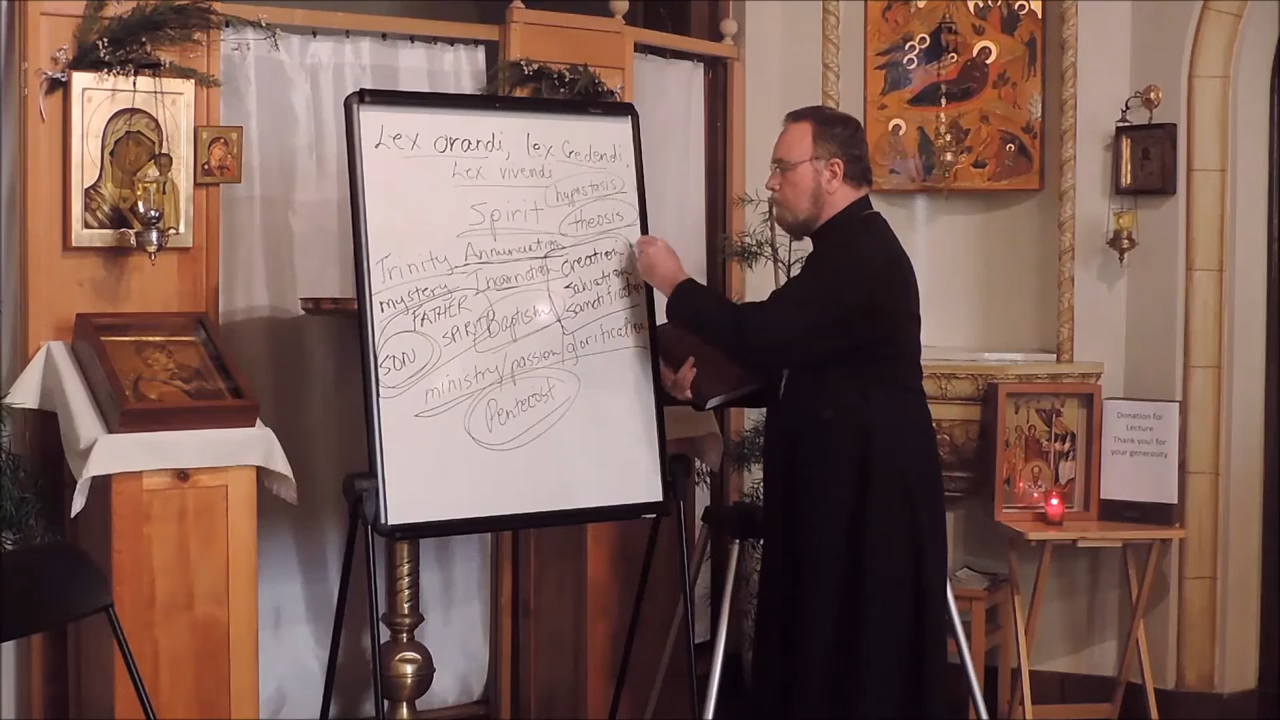 Lex orandi, lex Credendi,
Lex vivendi
hypostasis
Spirit theosis
Trinity Annunciation
mystery Incarnation creation
FATHER salvation
SPIRIT Baptism sanctification
SON
ministry/passion glorification
Pentecost
Donation for
Lecture
Thank you! for
your generosity